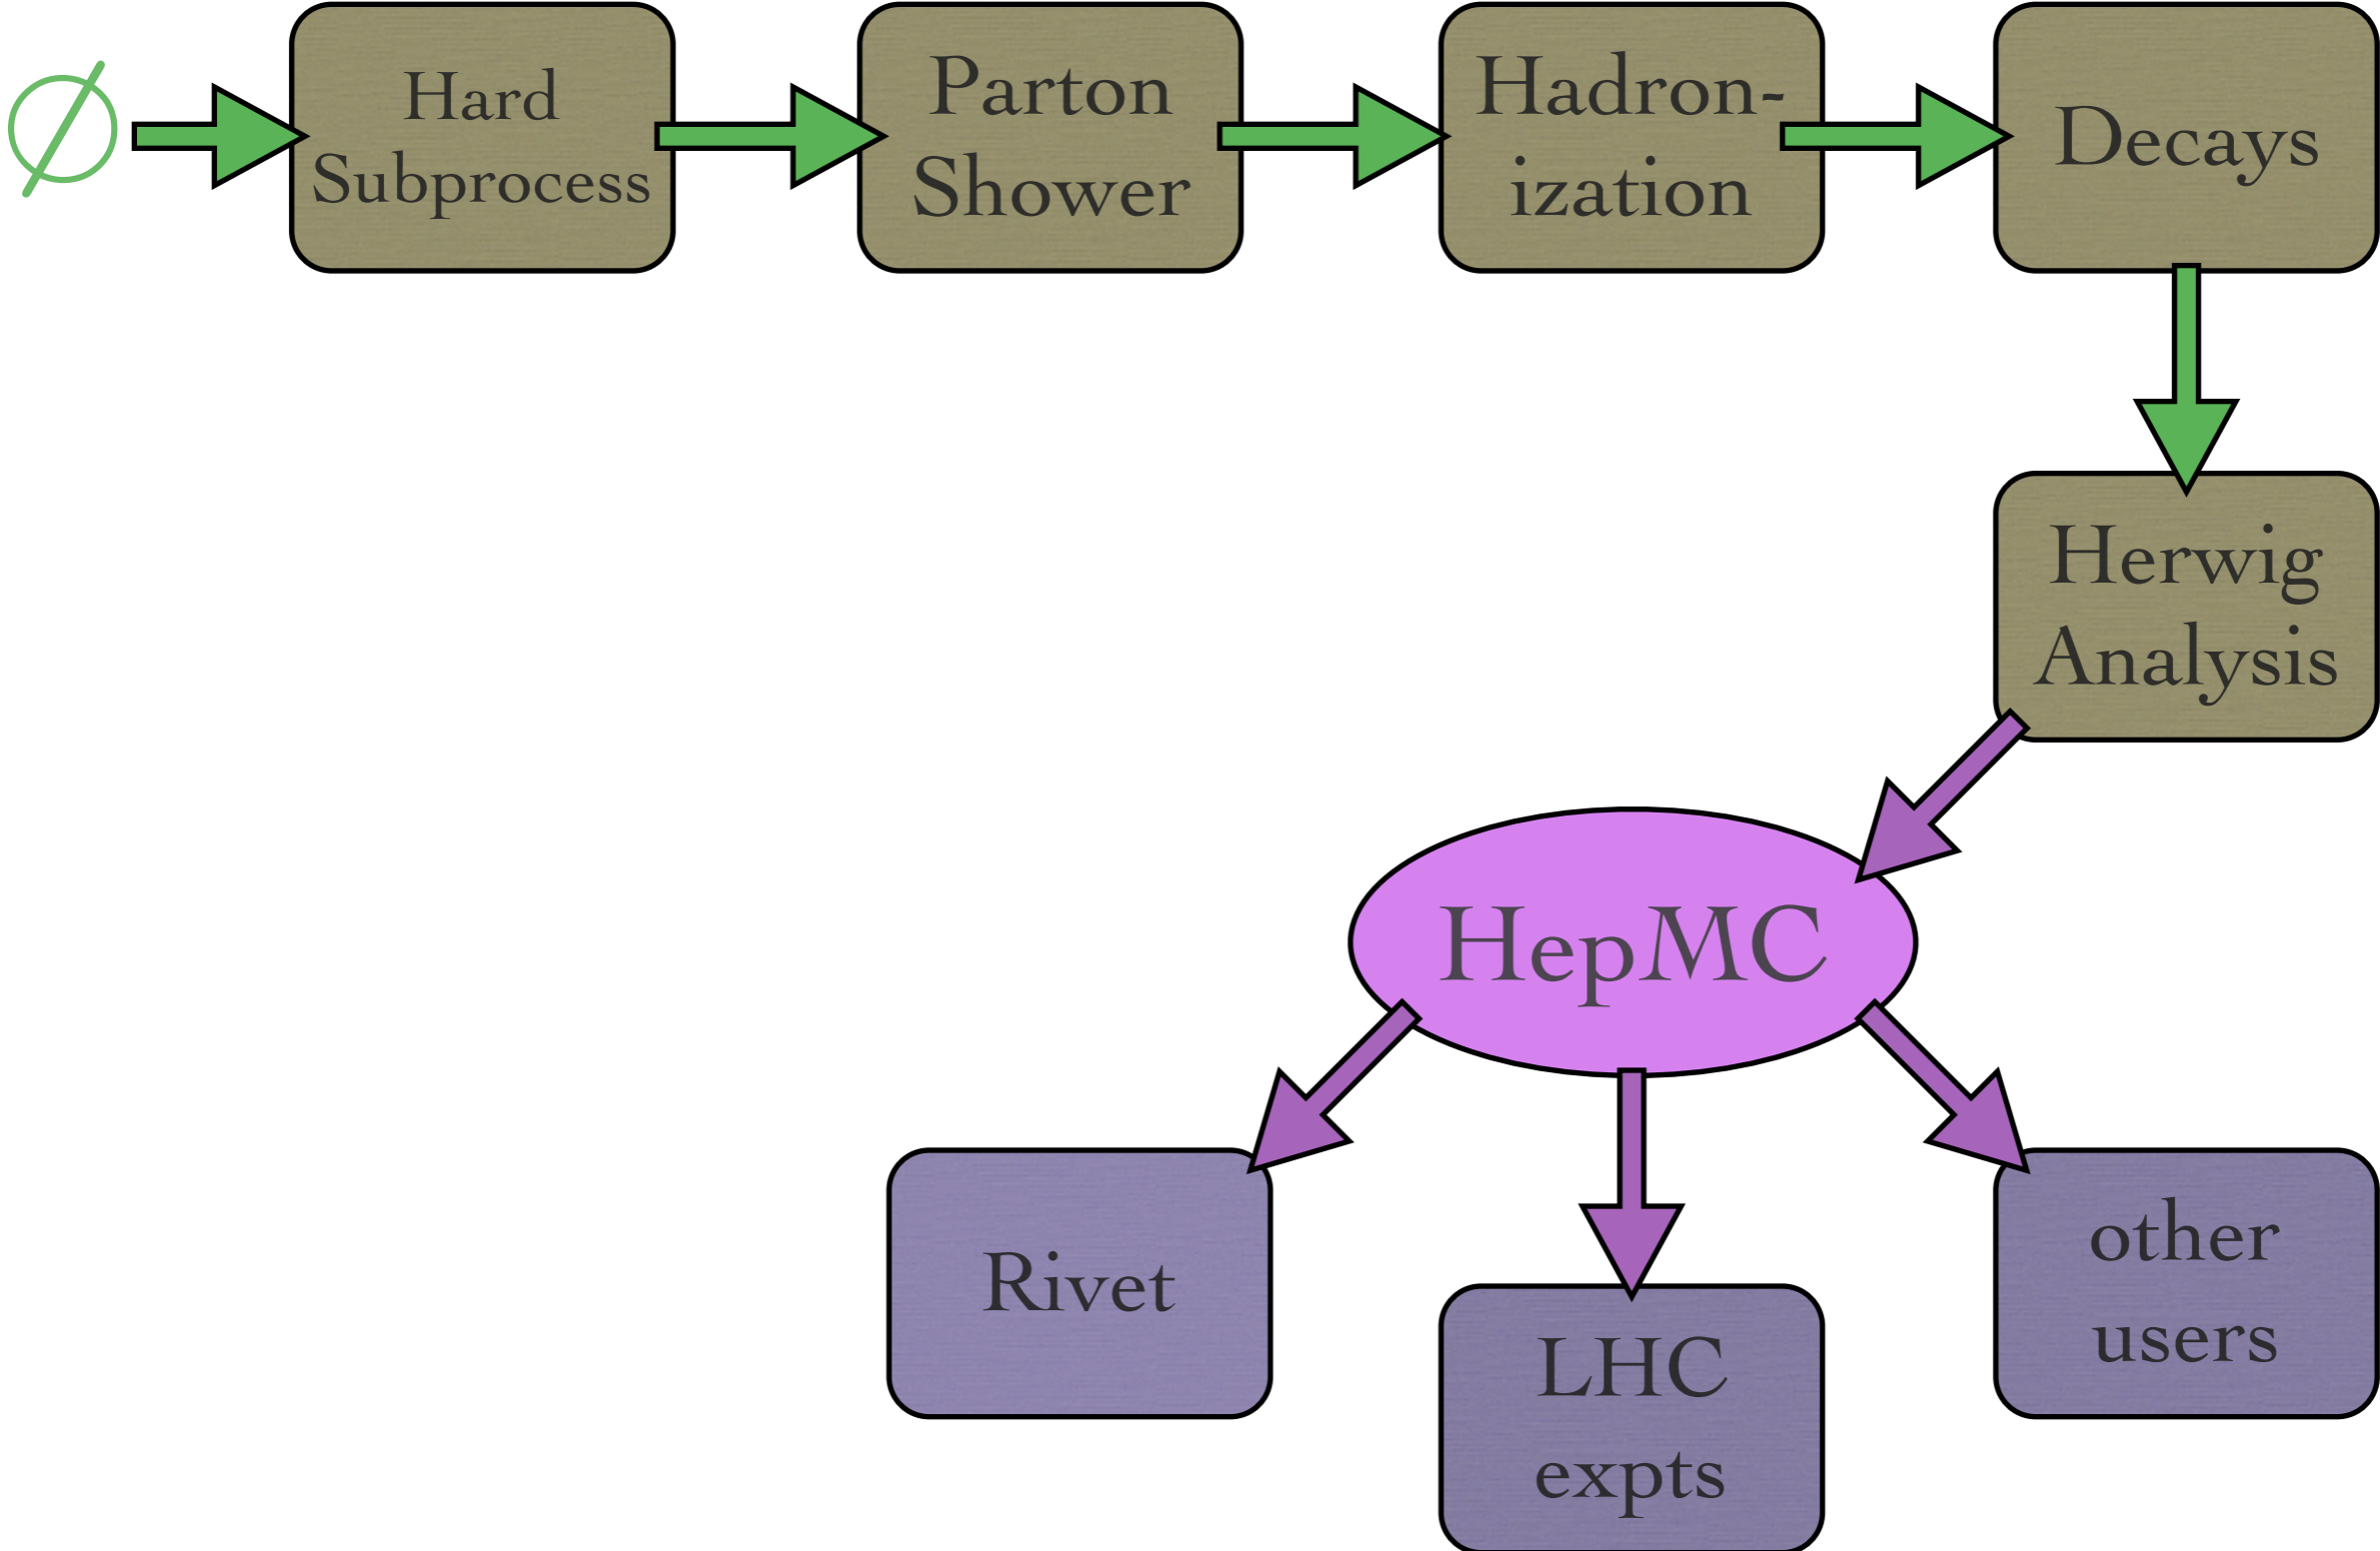 ∅
Hard
Subprocess
Parton
Shower
Hadron-
ization
Decays
Herwig
Analysis
HepMC
Rivet
LHC
expts
other
users